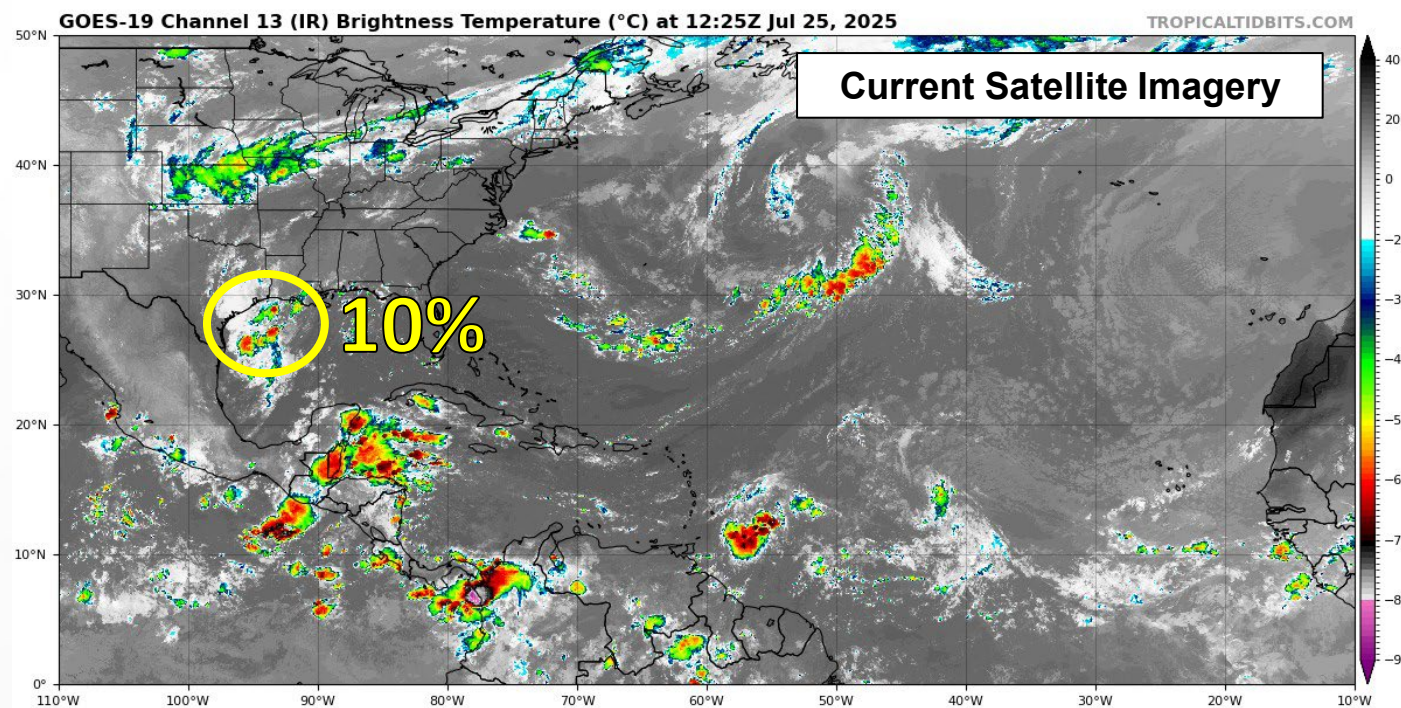 GOES-19 Channel 13 (IR) Brightness Temperature (°C) at 12:25Z Jul 25, 2025
TROPICALTIDBITS.COM
Current Satellite Imagery
10%
50°N
40°N
30°N
20°N
10°N
0°
110°W 100°W 90°W 80°W 70°W 60°W 50°W 40°W 30°W 20°W 10°W
40
20
0
−2
−3
−4
−5
−6
−7
−8
−9